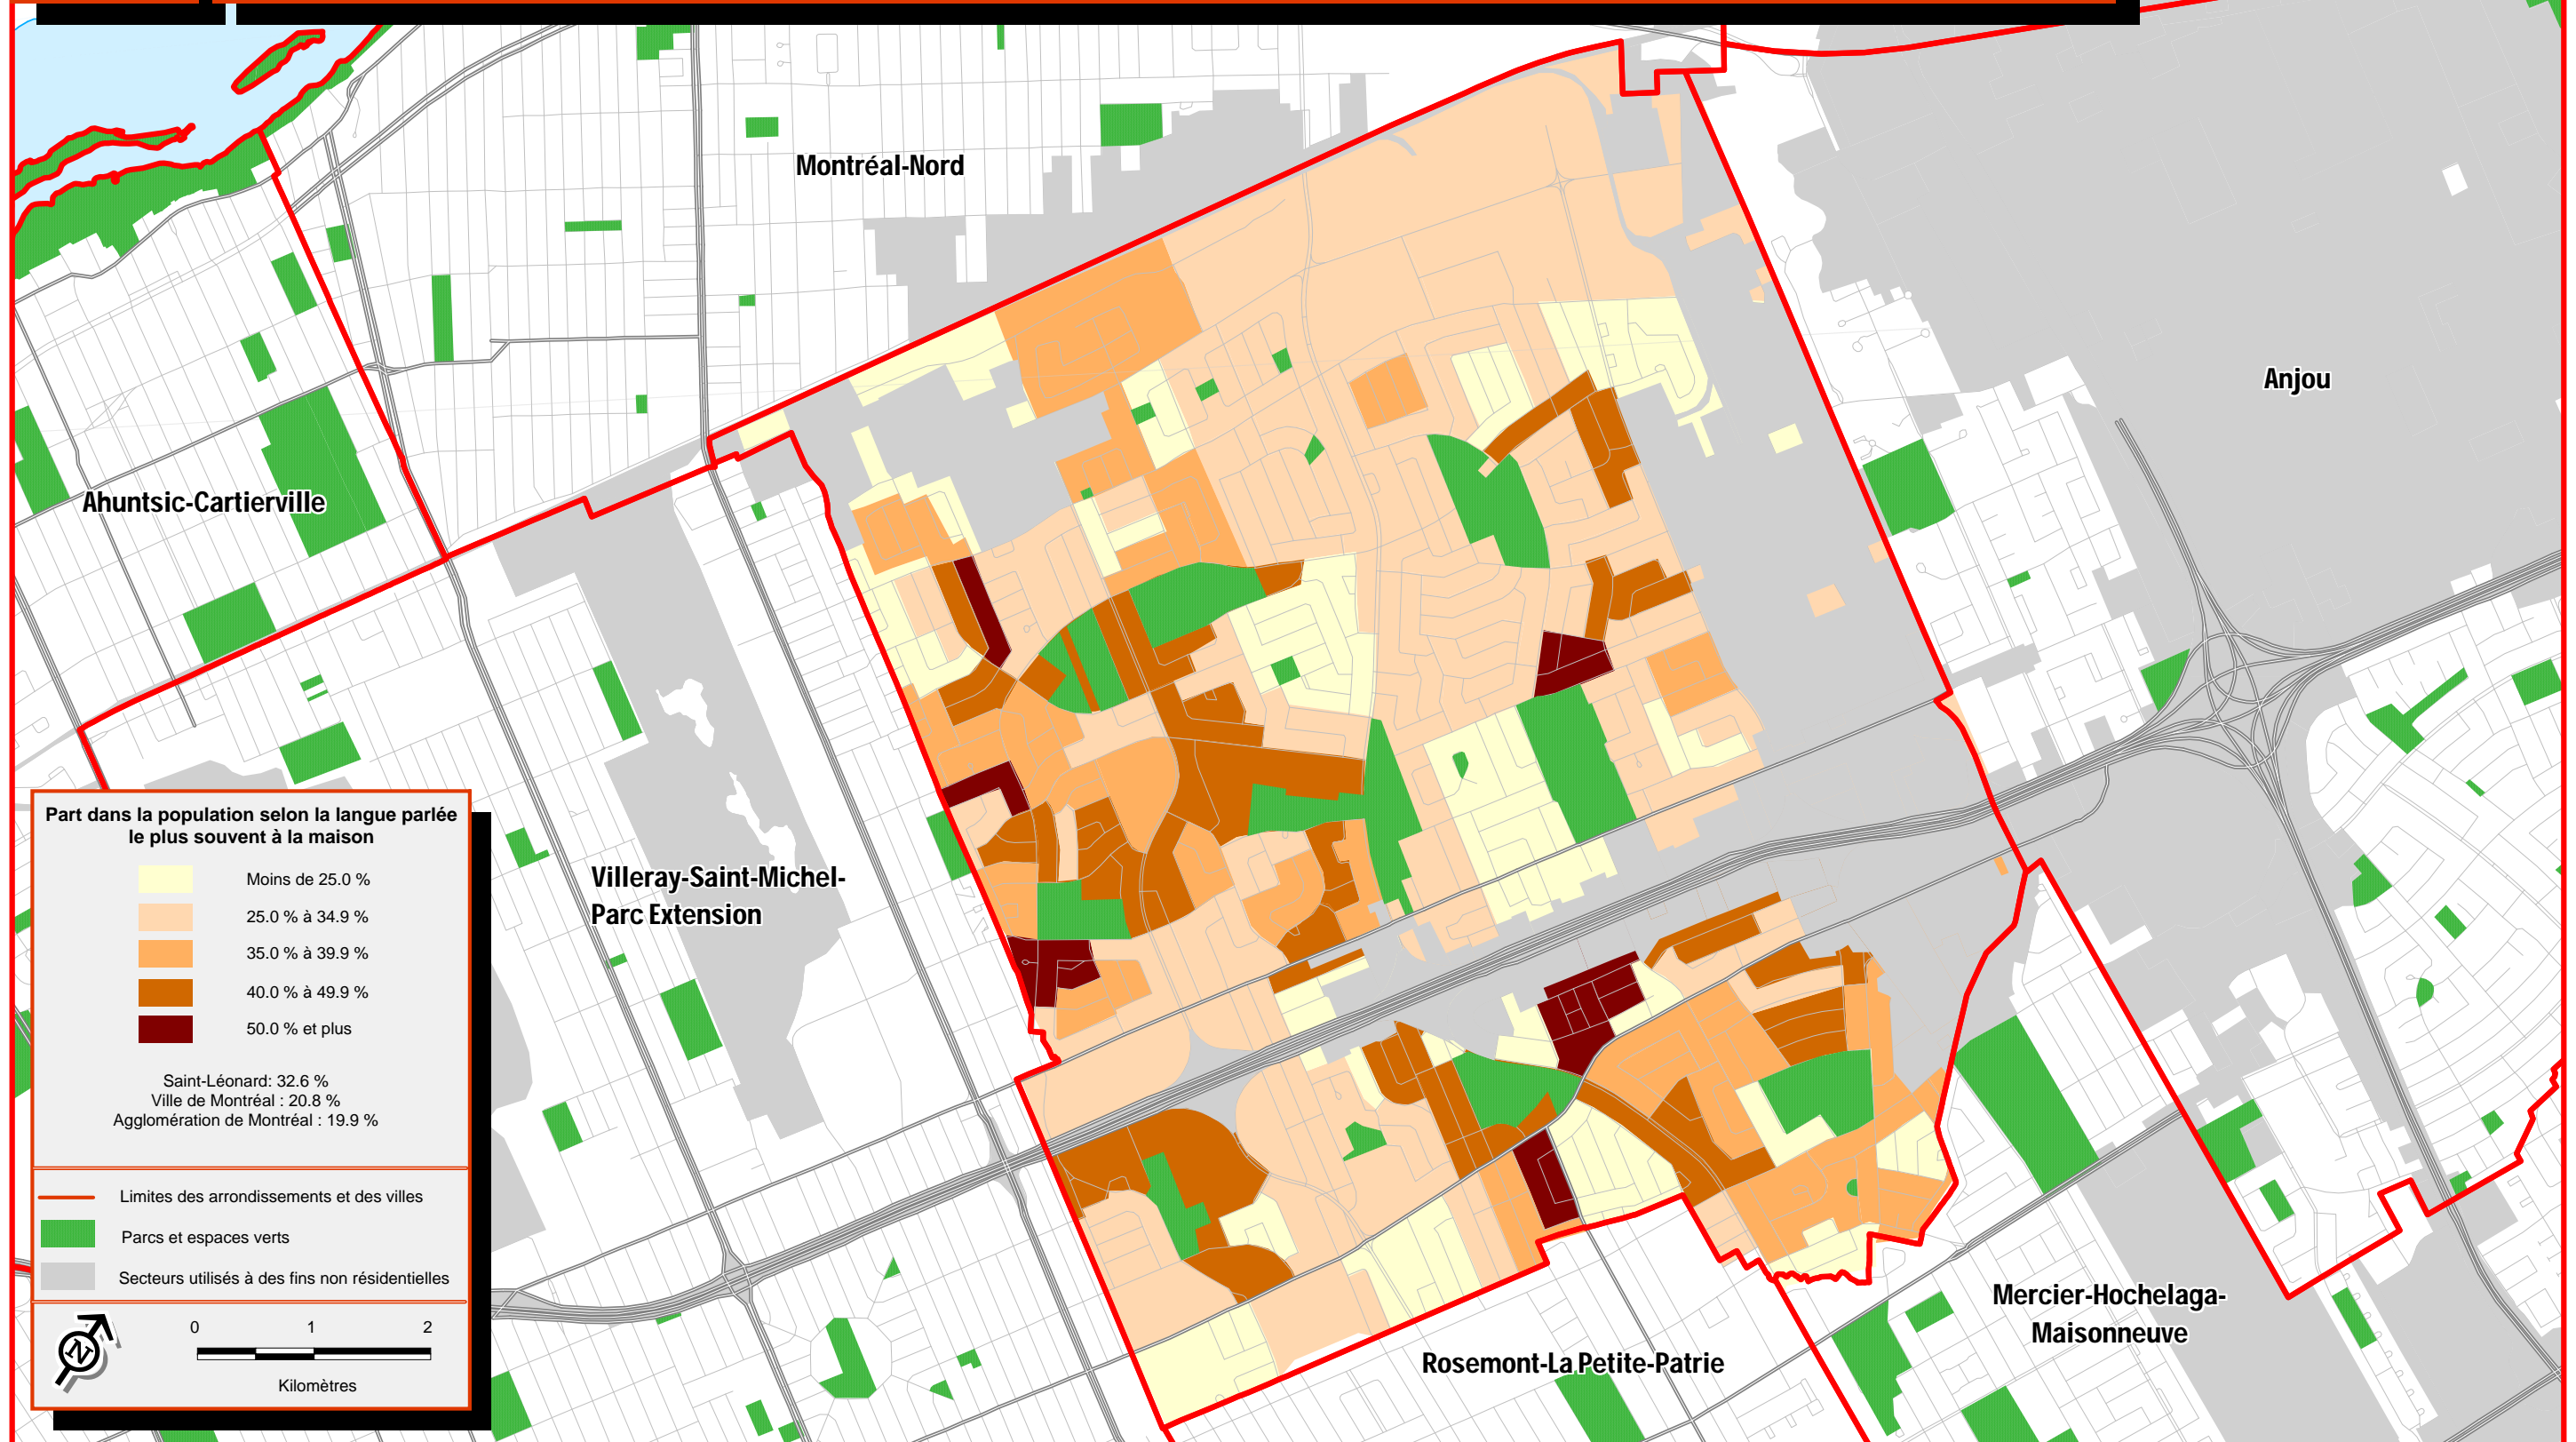 Montréal-Nord
Anjou
Ahuntsic-Cartierville
Villeray-Saint-Michel-
Parc Extension
Mercier-Hochelaga-
Maisonneuve
Rosemont-La Petite-Patrie
Part dans la population selon la langue parlée
le plus souvent à la maison
Moins de 25.0 %
25.0 % à 34.9 %
35.0 % à 39.9 %
40.0 % à 49.9 %
50.0 % et plus
Saint-Léonard: 32.6 %
Ville de Montréal : 20.8 %
Agglomération de Montréal : 19.9 %
Limites des arrondissements et des villes
Parcs et espaces verts
Secteurs utilisés à des fins non résidentielles
N
0 1 2
Kilomètres